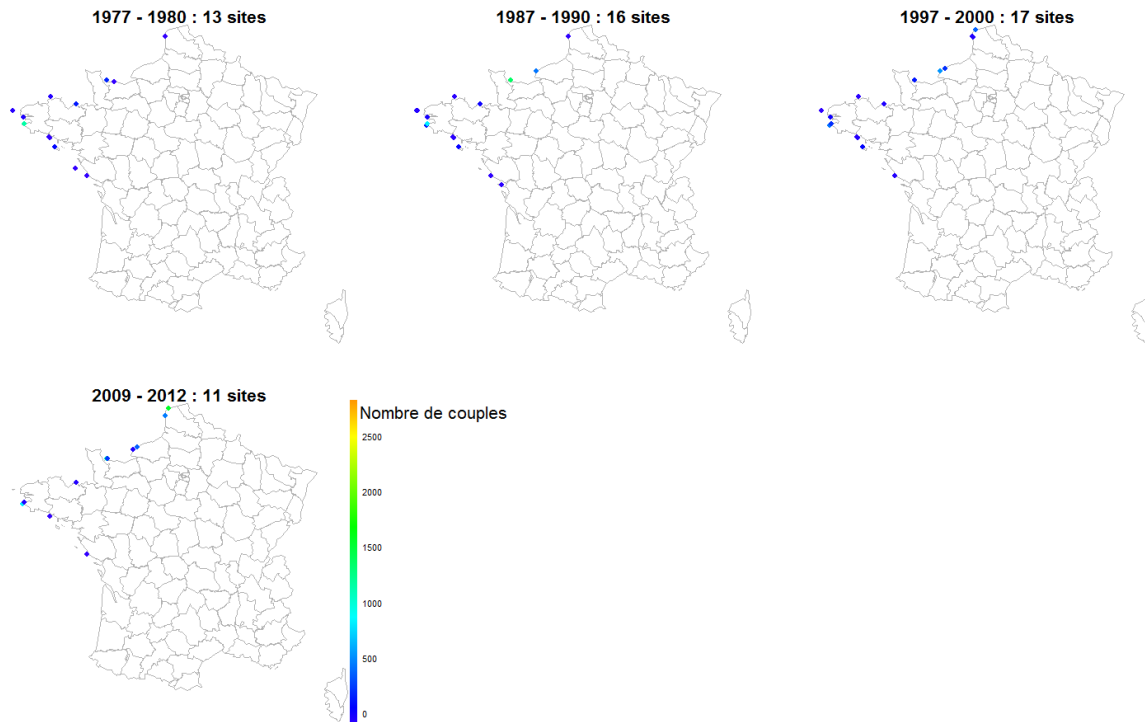 1977 - 1980 : 13 sites
1987 - 1990 : 16 sites
1997 - 2000 : 17 sites
2009 - 2012 : 11 sites
Nombre de couples
2500
2000
1500
1000
500
0